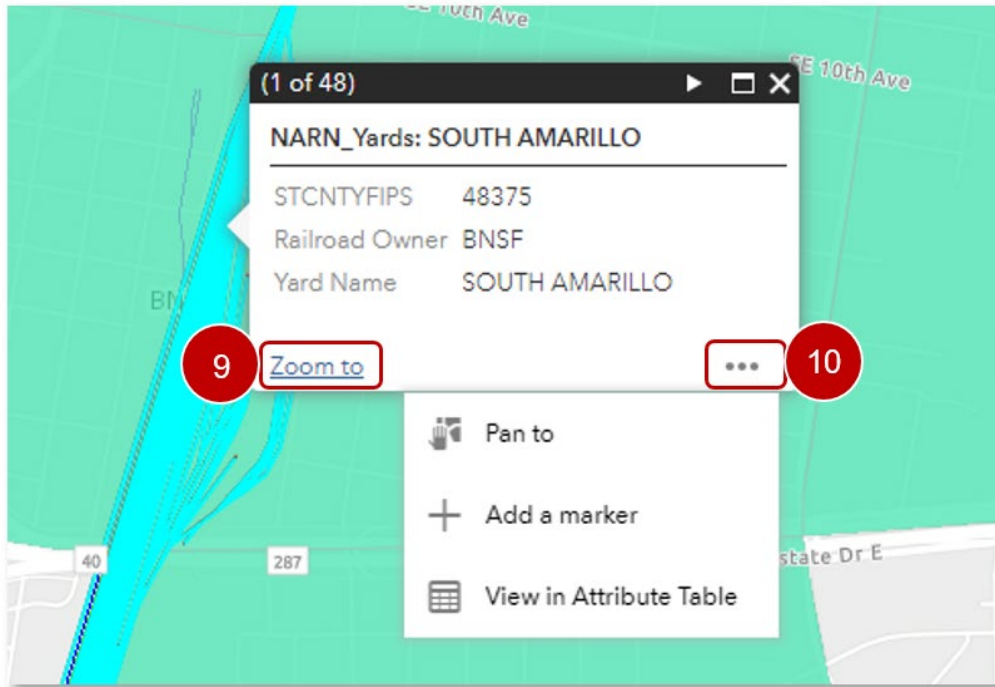 10th Ave
SE 10th Ave
(1 of 48)
NARN_Yards: SOUTH AMARILLO
STCNTYFIPS 48375
Railroad Owner BNSF
Yard Name SOUTH AMARILLO
BN
9
Zoom to
•••
10
Pan to
Add a marker
View in Attribute Table
40
287
state Dr E